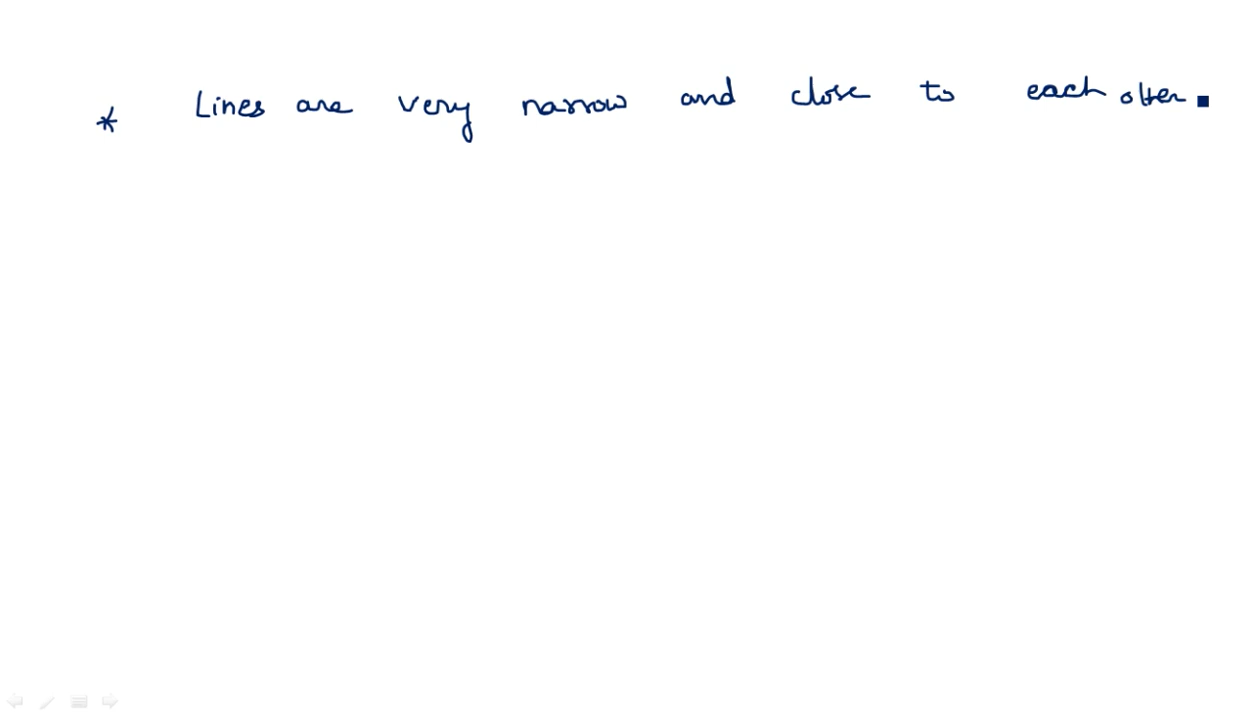 * Lines are very narrow and close to each other.